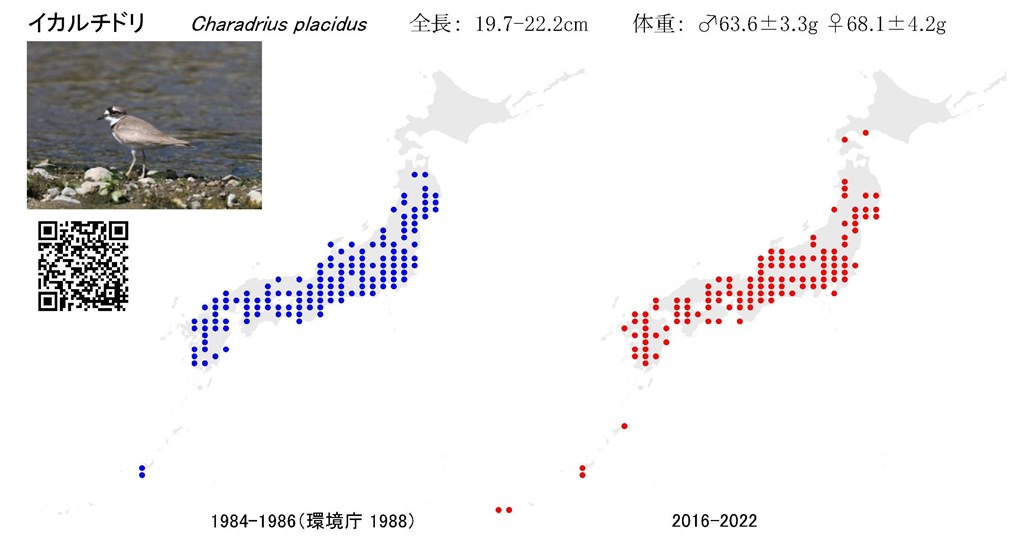 イカルチドリ Charadrius placidus 全長: 19.7-22.2cm 体重: ♂63.6±3.3g ♀68.1±4.2g
1984-1986(環境庁 1988) 2016-2022